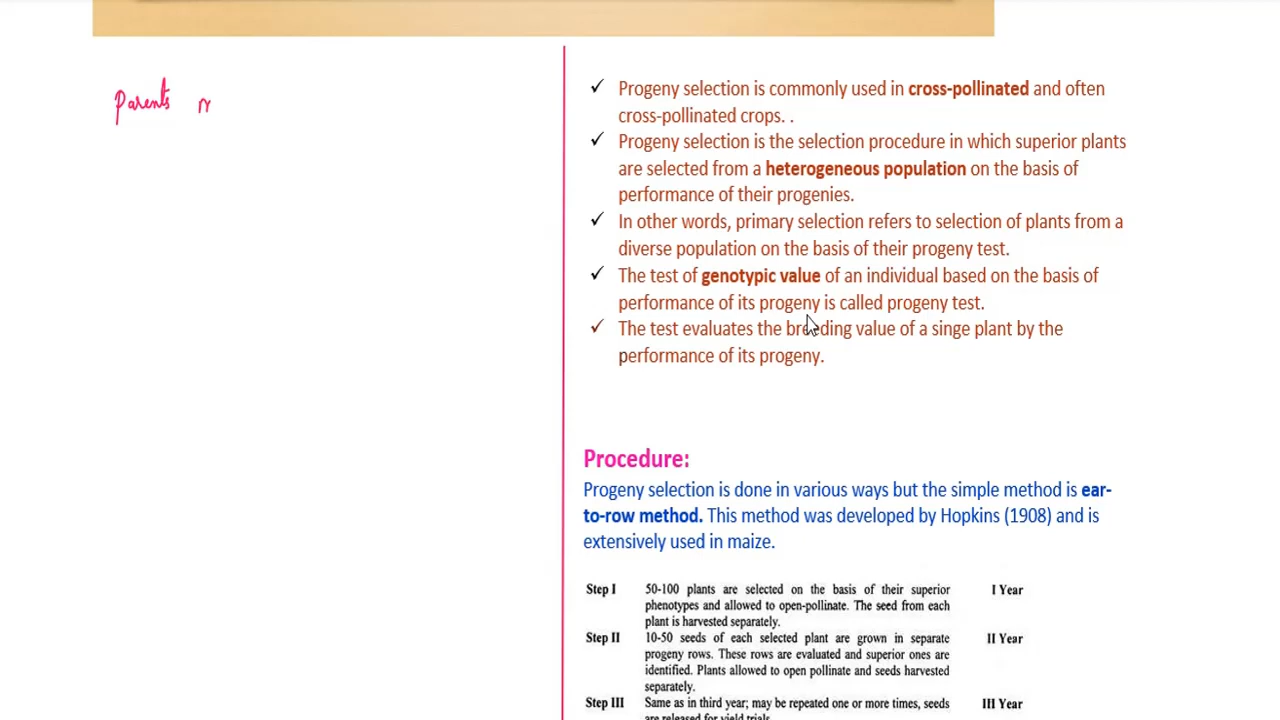 Parents
✓ Progeny selection is commonly used in cross-pollinated and often
cross-pollinated crops. .
✓ Progeny selection is the selection procedure in which superior plants
are selected from a heterogeneous population on the basis of
performance of their progenies.
✓ In other words, primary selection refers to selection of plants from a
diverse population on the basis of their progeny test.
✓ The test of genotypic value of an individual based on the basis of
performance of its progeny is called progeny test.
✓ The test evaluates the breeding value of a singe plant by the
performance of its progeny.
Procedure:
Progeny selection is done in various ways but the simple method is ear-
to-row method. This method was developed by Hopkins (1908) and is
extensively used in maize.
Step I 50-100 plants are selected on the basis of their superior I Year
phenotypes and allowed to open-pollinate. The seed from each
plant is harvested separately.
Step II 10-50 seeds of each selected plant are grown in separate II Year
progeny rows. These rows are evaluated and superior ones are
identified. Plants allowed to open pollinate and seeds harvested
separately.
Step III Same as in third year; may be repeated one or more times, seeds III Year
are released for yield trials